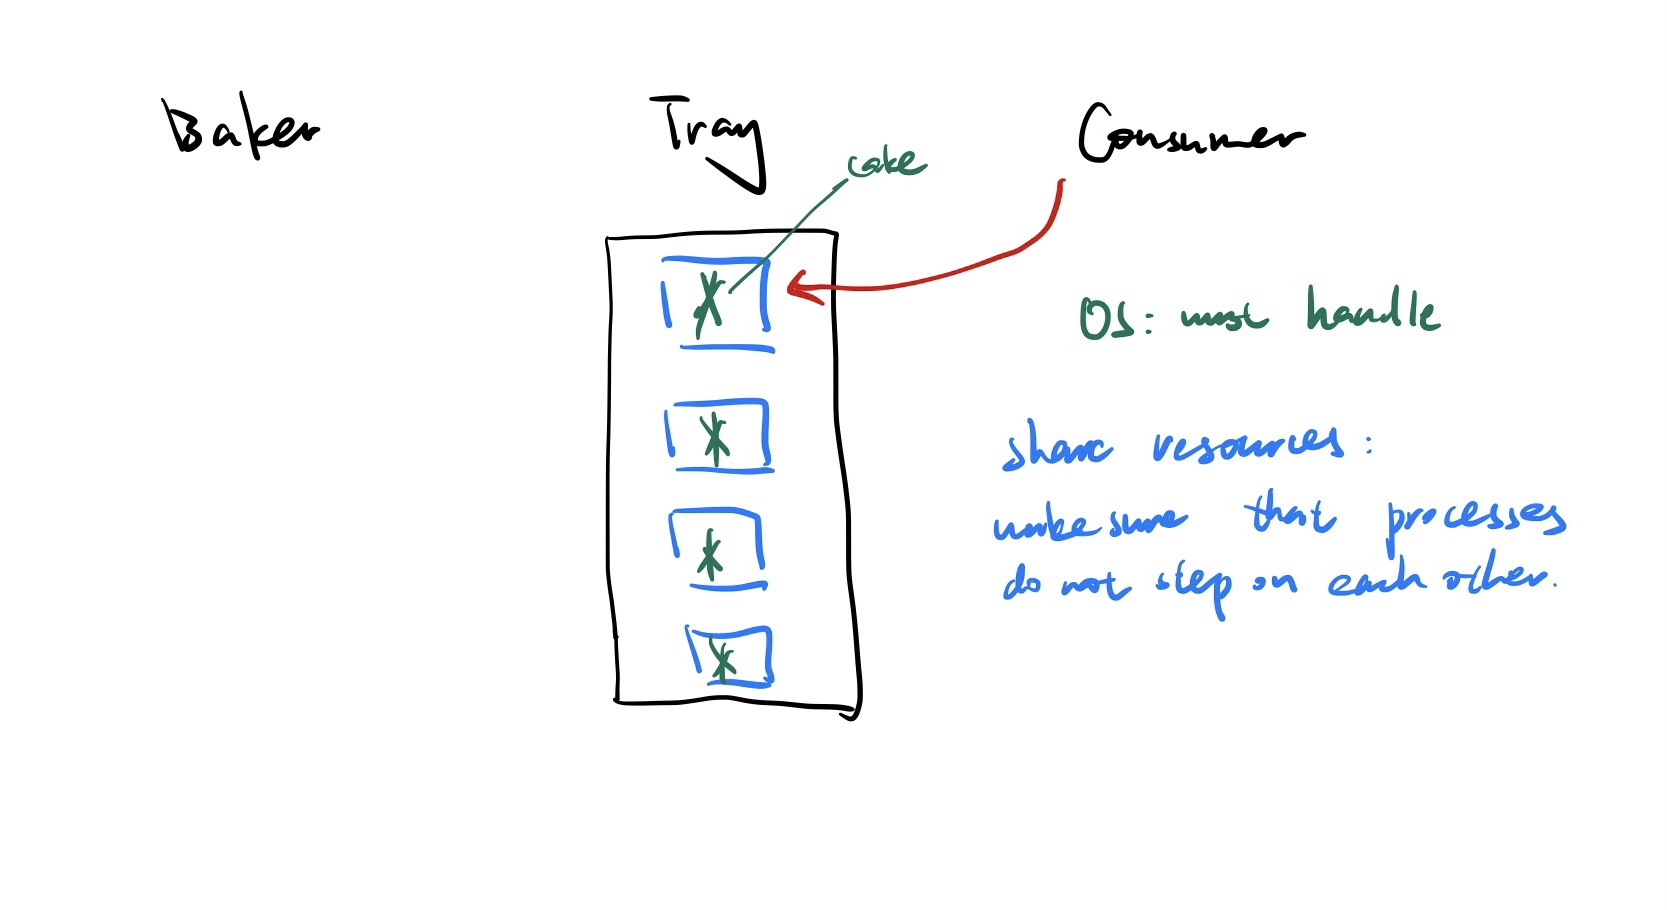 Baker
Tray
Consumer
cake
OS: must handle
share resources:
make sure that processes
do not step on each other.